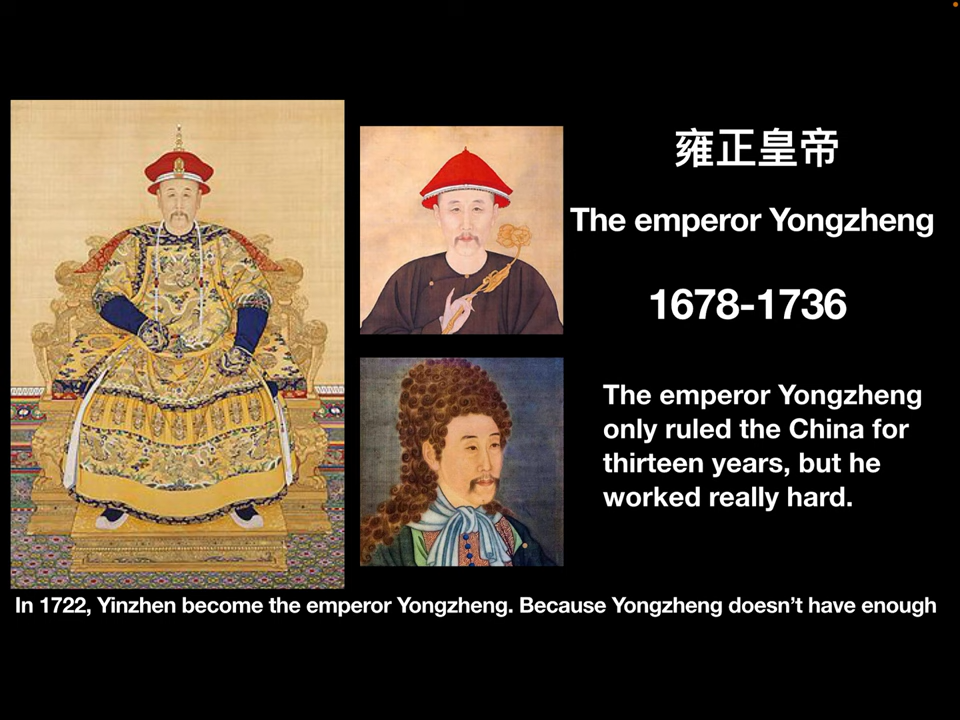 雍正皇帝
The emperor Yongzheng
1678-1736
The emperor Yongzheng
only ruled the China for
thirteen years, but he
worked really hard.
In 1722, Yinzhen become the emperor Yongzheng. Because Yongzheng doesn’t have enough